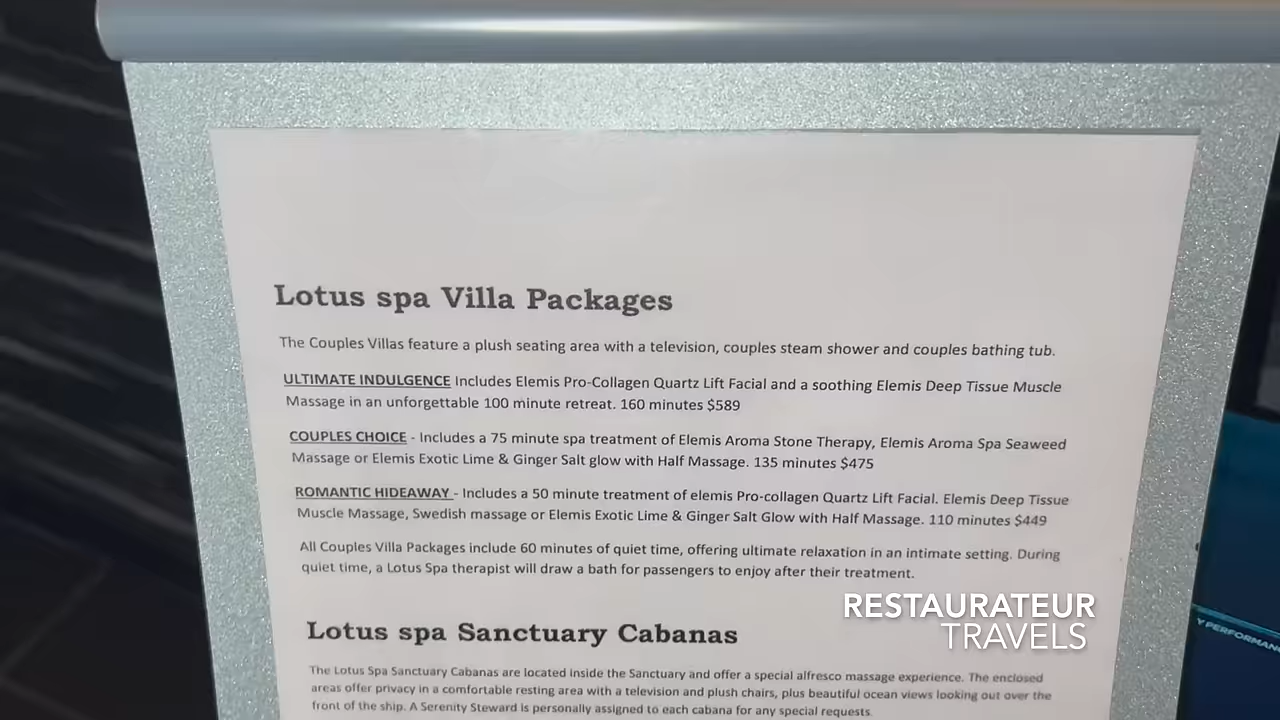 Lotus spa Villa Packages
The Couples Villas feature a plush seating area with a television, couples steam shower and couples bathing tub.
ULTIMATE INDULGENCE Includes Elemis Pro-Collagen Quartz Lift Facial and a soothing Elemis Deep Tissue Muscle
Massage in an unforgettable 100 minute retreat. 160 minutes $589
COUPLES CHOICE - Includes a 75 minute spa treatment of Elemis Aroma Stone Therapy, Elemis Aroma Spa Seaweed
Massage or Elemis Exotic Lime & Ginger Salt glow with Half Massage. 135 minutes $475
ROMANTIC HIDEAWAY - Includes a 50 minute treatment of elemis Pro-collagen Quartz Lift Facial. Elemis Deep Tissue
Muscle Massage, Swedish massage or Elemis Exotic Lime & Ginger Salt Glow with Half Massage. 110 minutes $449
All Couples Villa Packages include 60 minutes of quiet time, offering ultimate relaxation in an intimate setting. During
quiet time, a Lotus Spa therapist will draw a bath for passengers to enjoy after their treatment.
RESTAURATEUR
TRAVELS
Lotus spa Sanctuary Cabanas
The Lotus Spa Sanctuary Cabanas are located inside the Sanctuary and offer a special alfresco massage experience. The enclosed
areas offer privacy in a comfortable resting area with a television and plush chairs, plus beautiful ocean views looking out over the
front of the ship. A Serenity Steward is personally assigned to each cabana for any special requests.